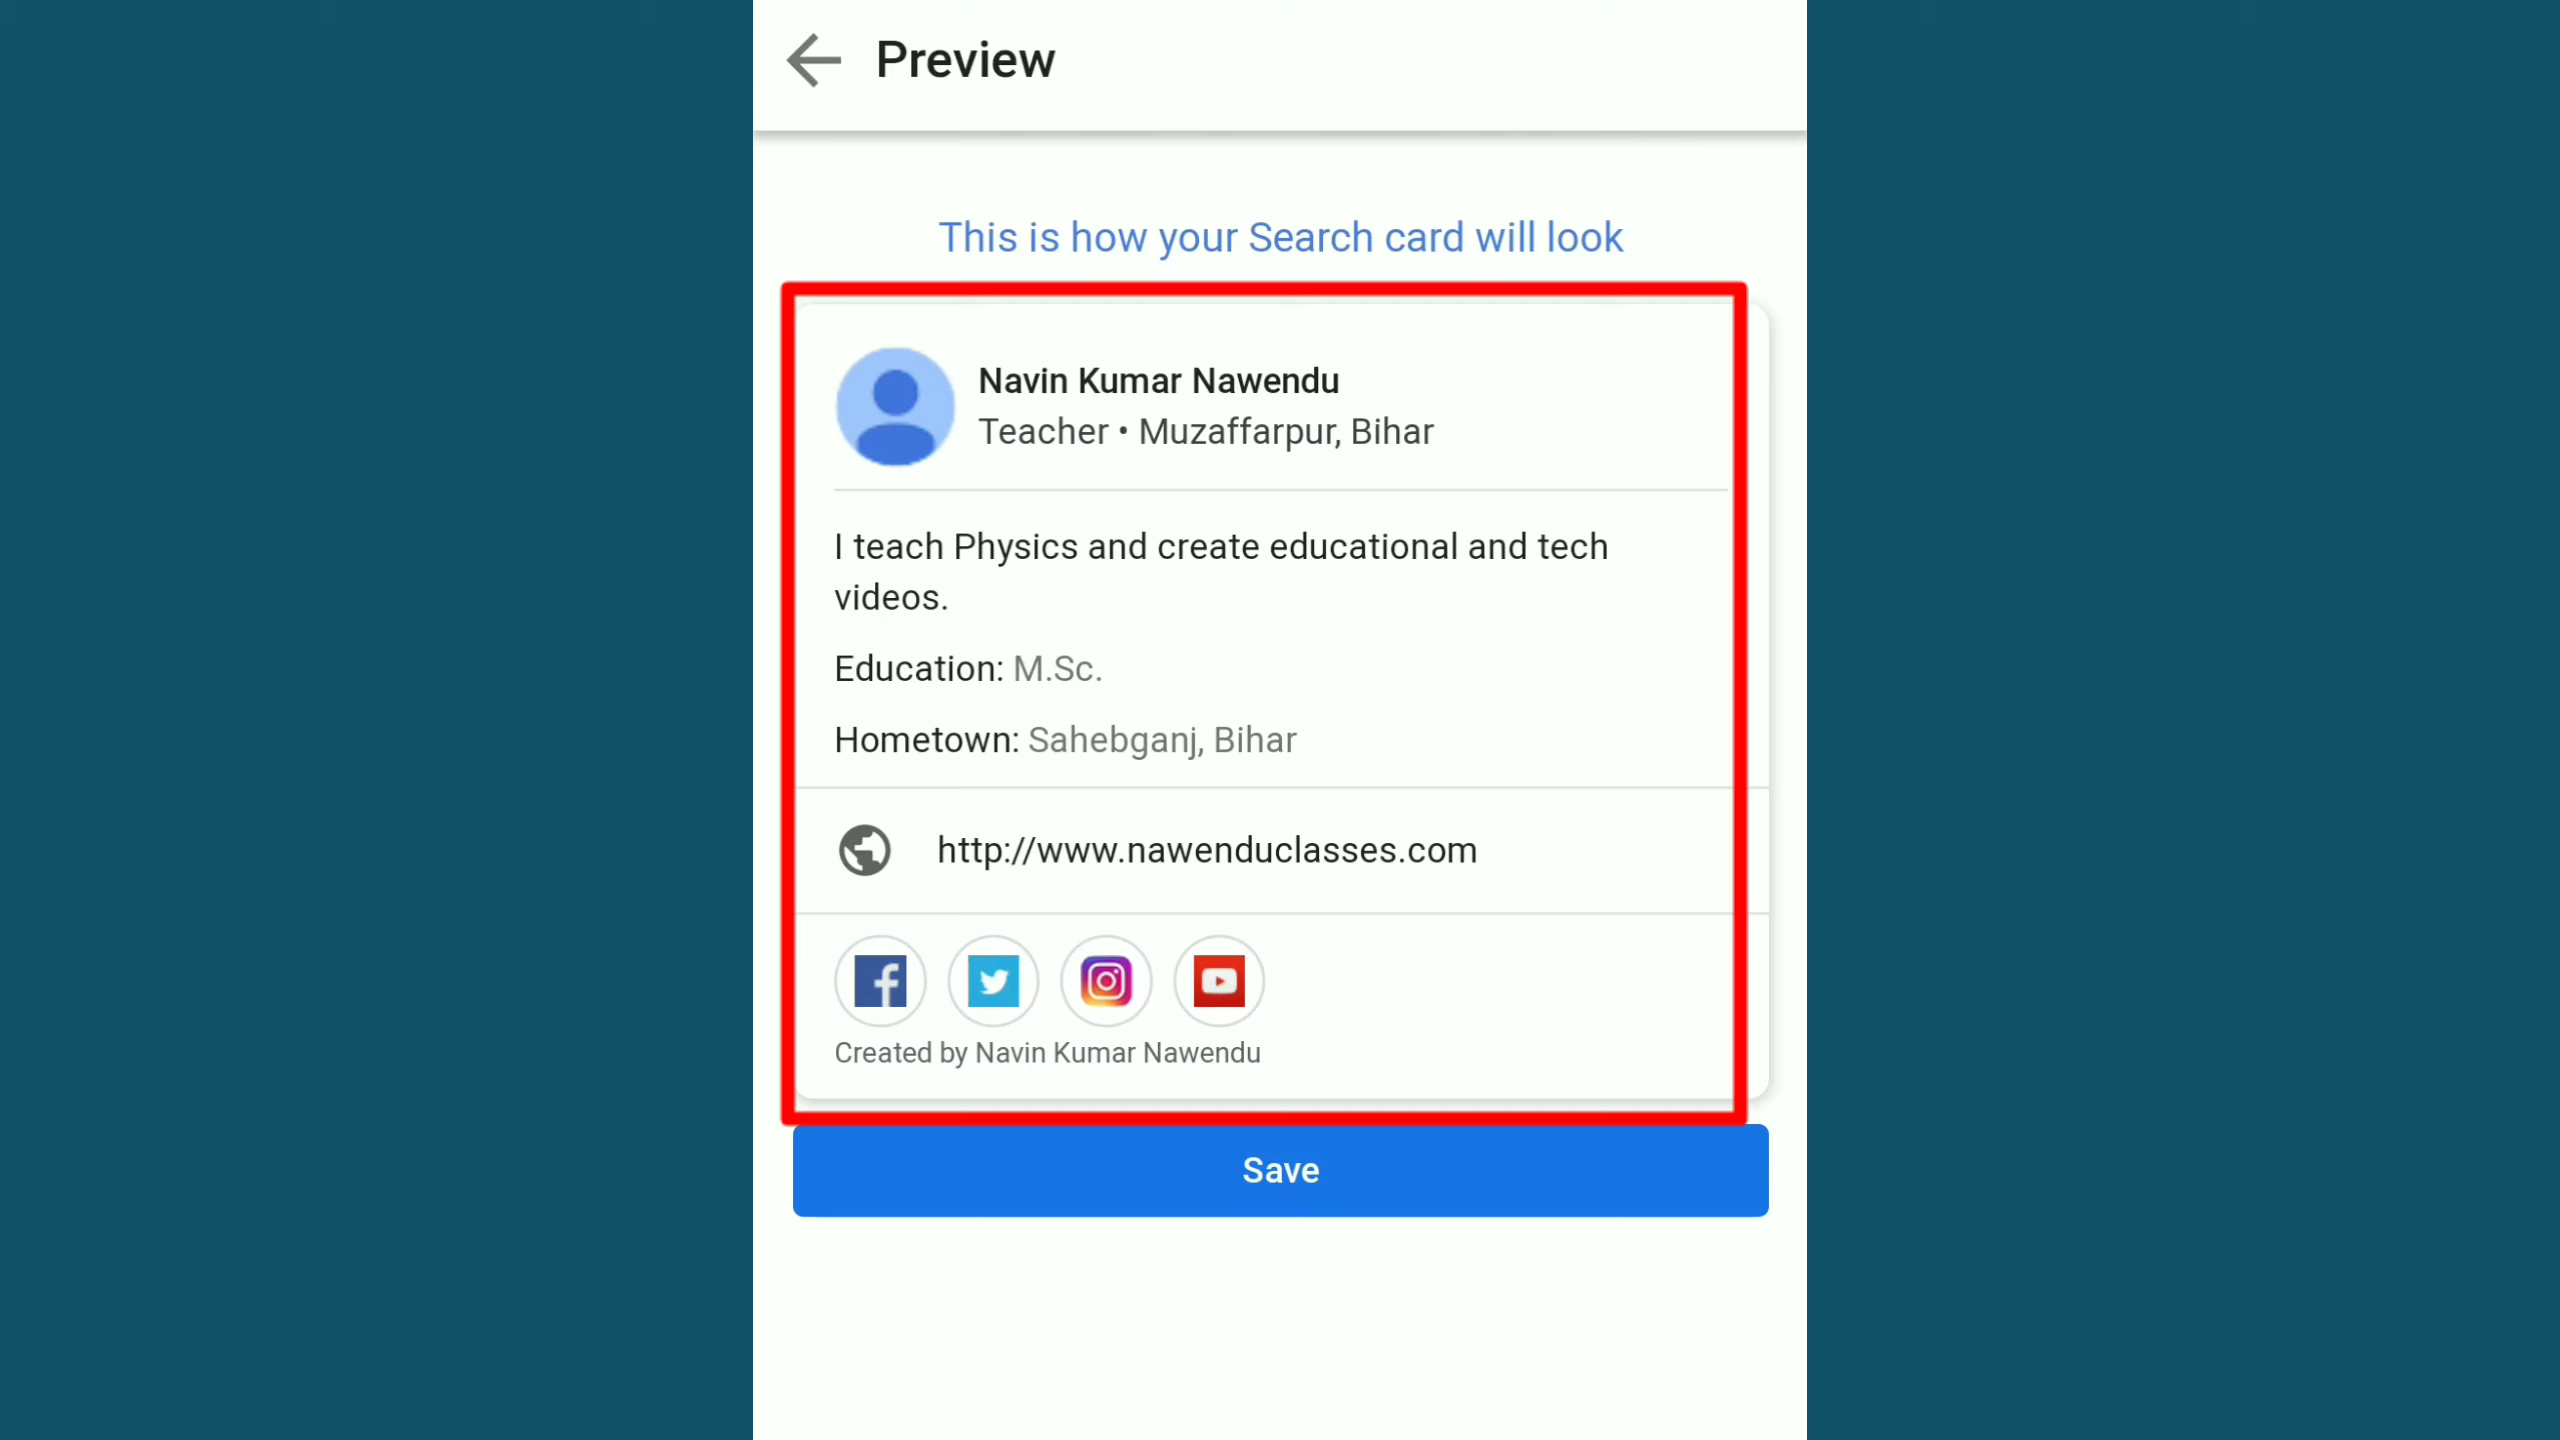 Preview
This is how your Search card will look
Navin Kumar Nawendu
Teacher • Muzaffarpur, Bihar
I teach Physics and create educational and tech
videos.
Education: M.Sc.
Hometown: Sahebganj, Bihar
http://www.nawenduclasses.com
Created by Navin Kumar Nawendu
Save